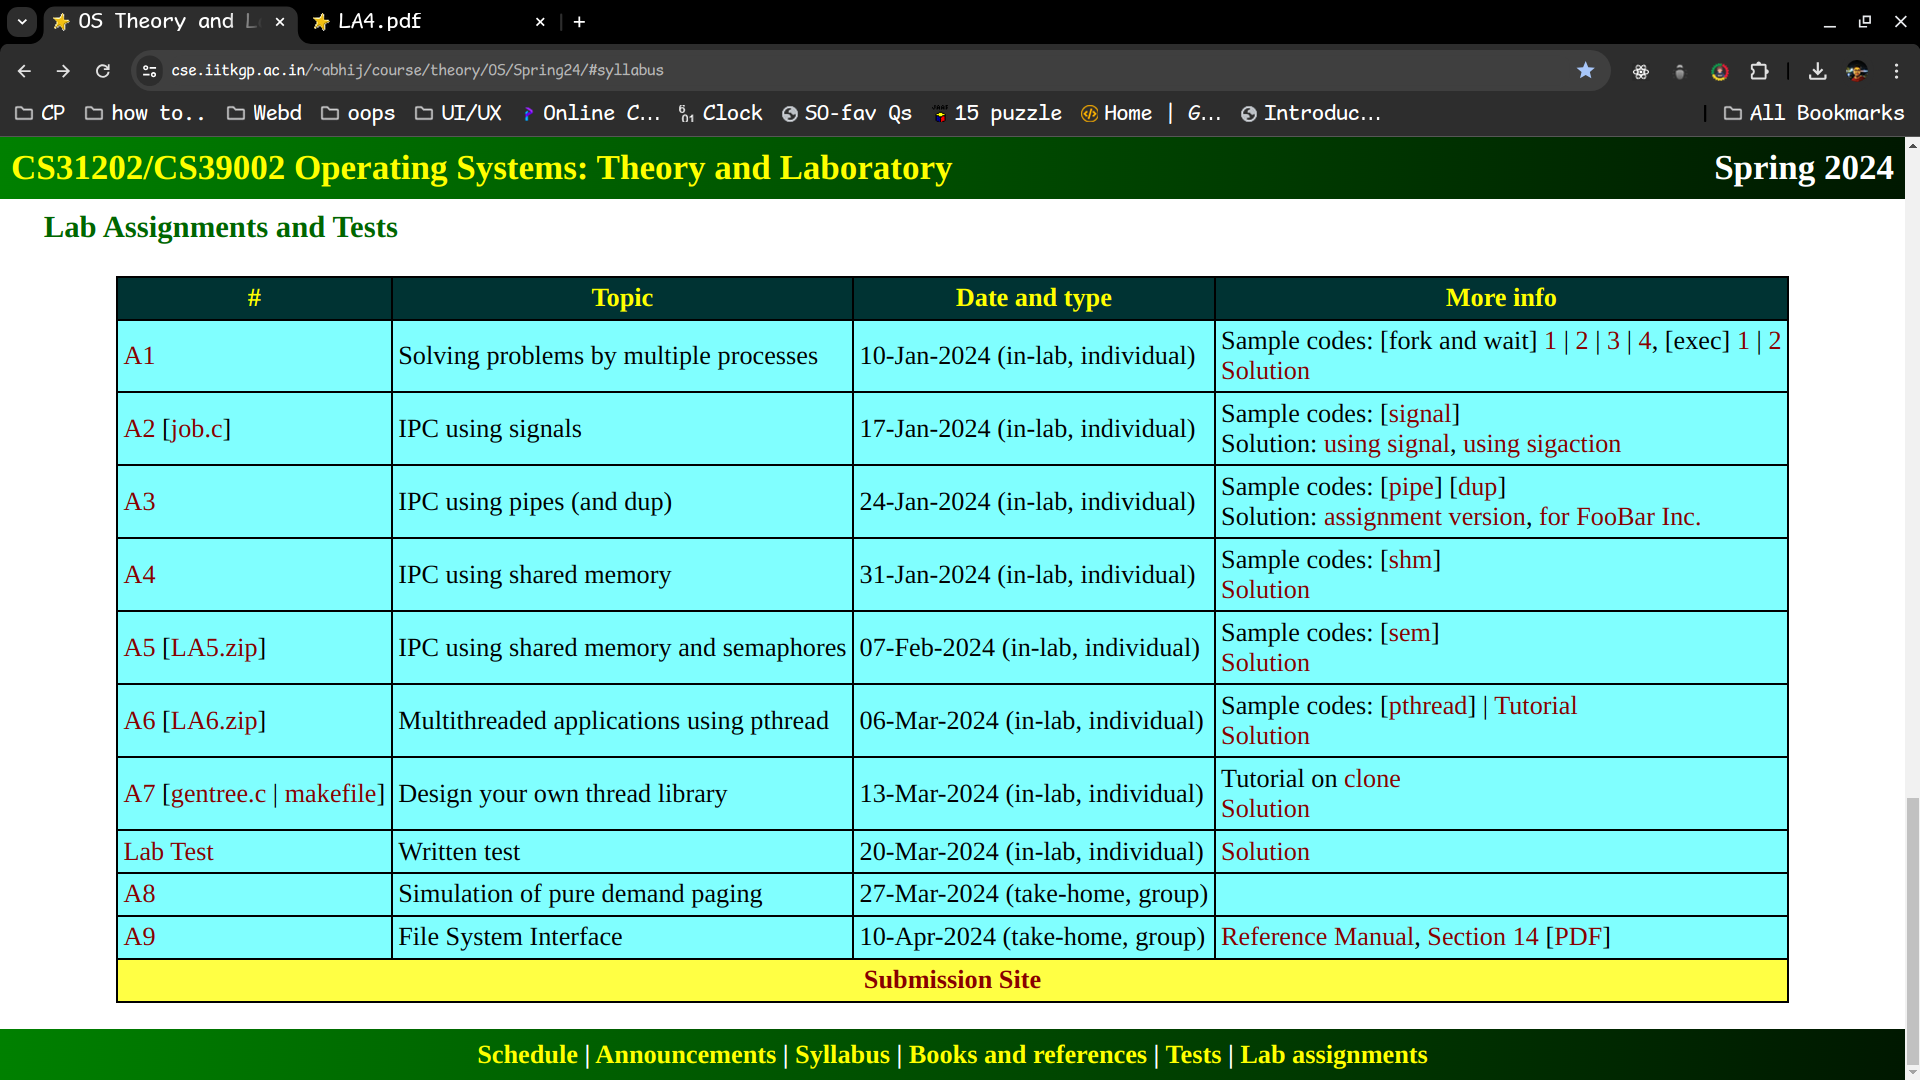 OS Theory and L
LA4.pdf
cse.iitkgp.ac.in/~abhij/course/theory/OS/Spring24/#syllabus
CP how to.. Webd oops UI/UX Online C... Clock SO-fav Qs 15 puzzle Home | G... Introduc... All Bookmarks
CS31202/CS39002 Operating Systems: Theory and Laboratory Spring 2024
Lab Assignments and Tests
# Topic Date and type More info
A1 Solving problems by multiple processes 10-Jan-2024 (in-lab, individual) Sample codes: [fork and wait] 1 | 2 | 3 | 4, [exec] 1 | 2
Solution
A2 [job.c] IPC using signals 17-Jan-2024 (in-lab, individual) Sample codes: [signal]
Solution: using signal, using sigaction
A3 IPC using pipes (and dup) 24-Jan-2024 (in-lab, individual) Sample codes: [pipe] [dup]
Solution: assignment version, for FooBar Inc.
A4 IPC using shared memory 31-Jan-2024 (in-lab, individual) Sample codes: [shm]
Solution
A5 [LA5.zip] IPC using shared memory and semaphores 07-Feb-2024 (in-lab, individual) Sample codes: [sem]
Solution
A6 [LA6.zip] Multithreaded applications using pthread 06-Mar-2024 (in-lab, individual) Sample codes: [pthread] | Tutorial
Solution
A7 [gentree.c | makefile] Design your own thread library 13-Mar-2024 (in-lab, individual) Tutorial on clone
Solution
Lab Test Written test 20-Mar-2024 (in-lab, individual) Solution
A8 Simulation of pure demand paging 27-Mar-2024 (take-home, group)
A9 File System Interface 10-Apr-2024 (take-home, group) Reference Manual, Section 14 [PDF]
Submission Site
Schedule | Announcements | Syllabus | Books and references | Tests | Lab assignments